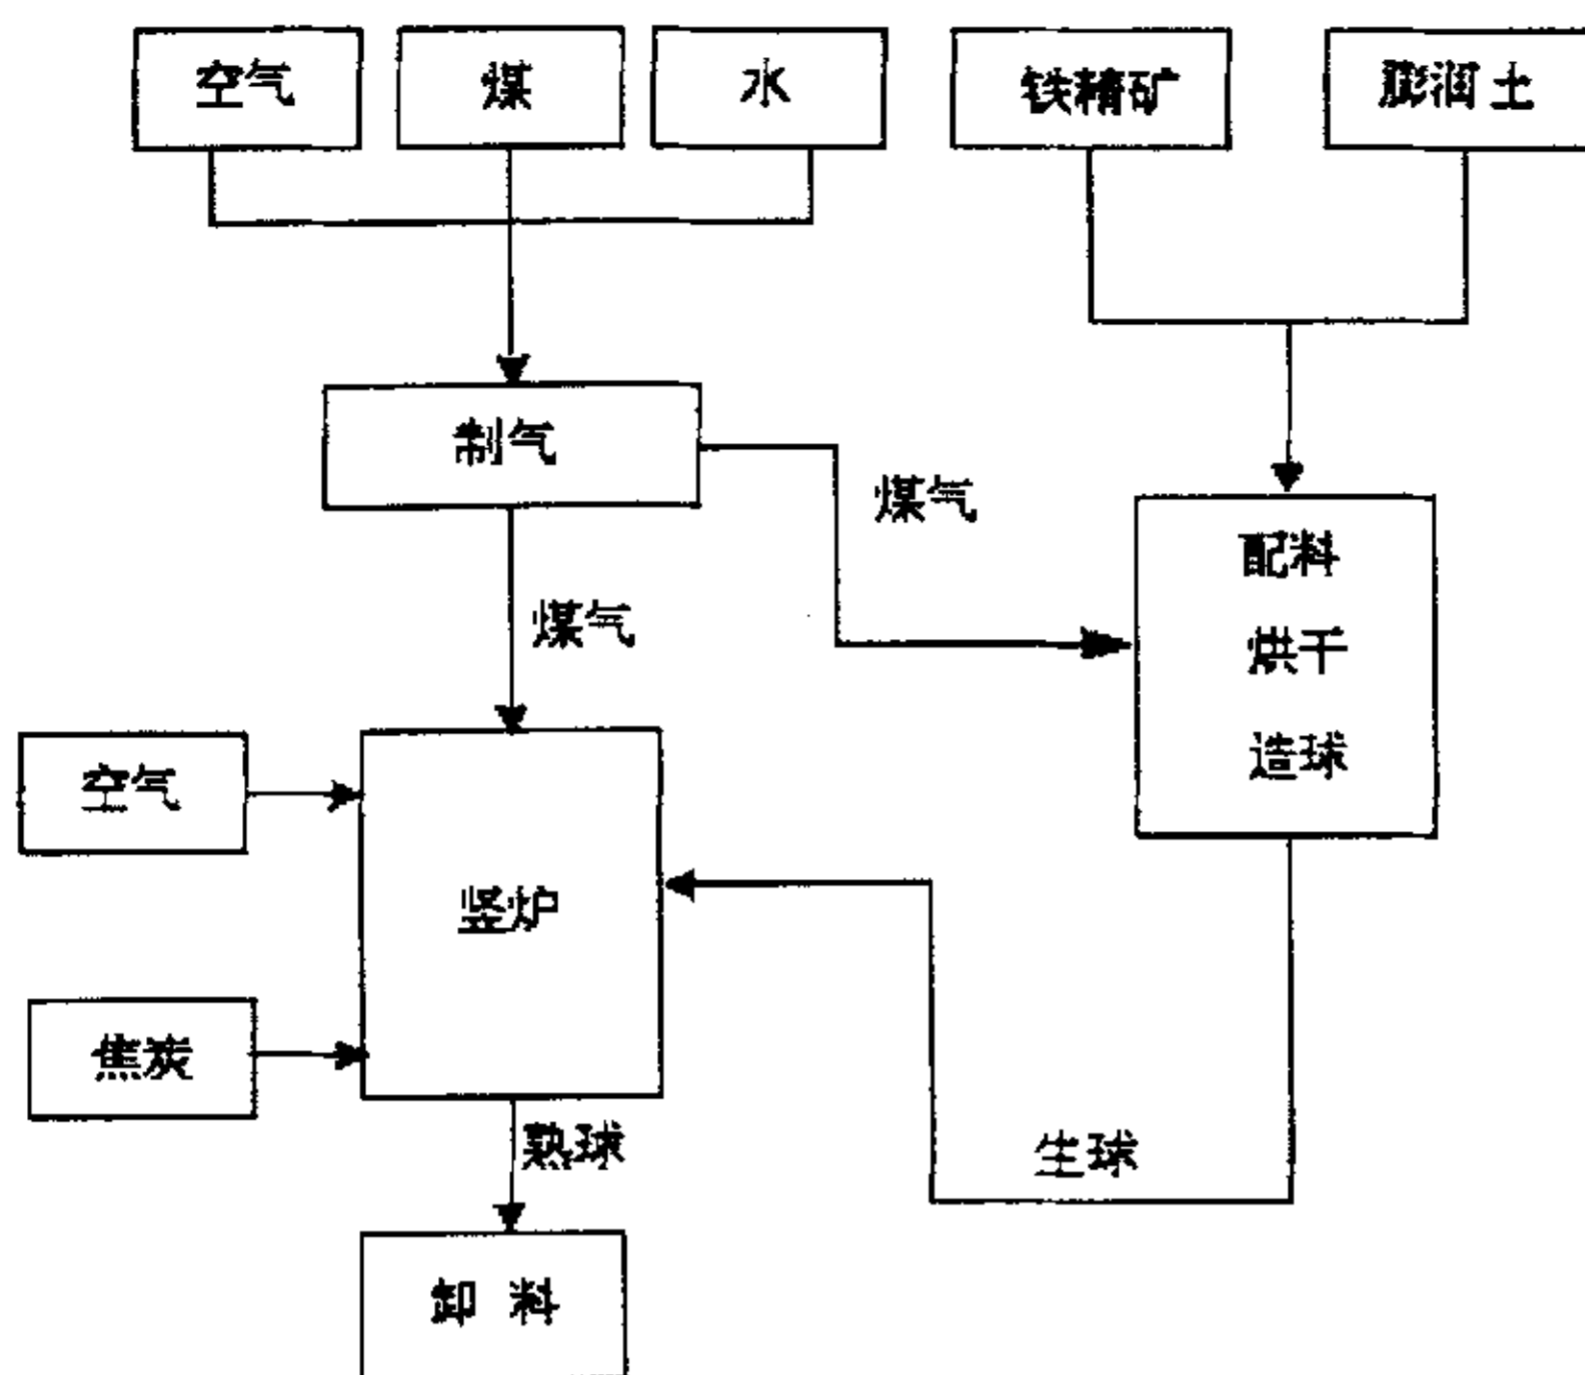 空气
煤
水
铁精矿
膨润土
制气
煤气
配料
烘干
造球
煤气
空气
竖炉
焦炭
熟球
生球
卸料